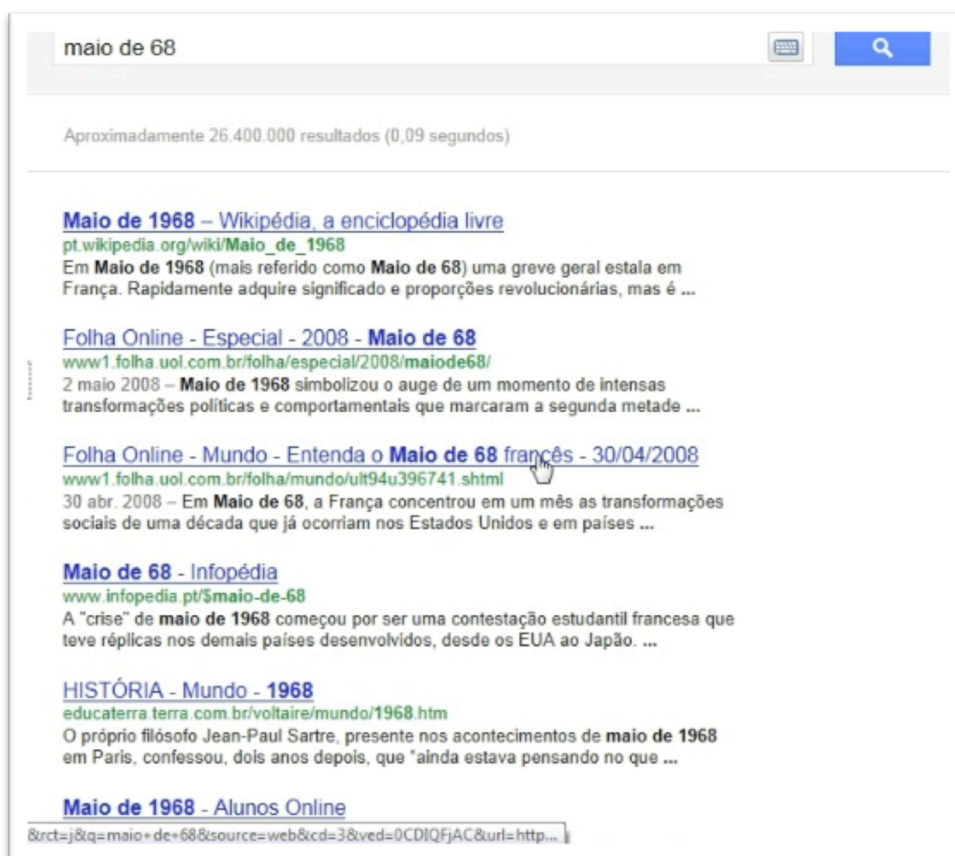 maio de 68
Aproximadamente 26.400.000 resultados (0,09 segundos)
Maio de 1968 – Wikipédia, a enciclopédia livre
pt.wikipedia.org/wiki/Maio_de_1968
Em Maio de 1968 (mais referido como Maio de 68) uma greve geral estala em
França. Rapidamente adquire significado e proporções revolucionárias, mas é ...
Folha Online - Especial - 2008 - Maio de 68
www1.folha.uol.com.br/folha/especial/2008/maiode68/
2 maio 2008 – Maio de 1968 simbolizou o auge de um momento de intensas
transformações políticas e comportamentais que marcaram a segunda metade ...
Folha Online - Mundo - Entenda o Maio de 68 francês - 30/04/2008
www1.folha.uol.com.br/folha/mundo/ult94u396741.shtml
30 abr. 2008 – Em Maio de 68, a França concentrou em um mês as transformações
sociais de uma década que já ocorriam nos Estados Unidos e em países ...
Maio de 68 - Infopédia
www.infopedia.pt/$maio-de-68
A "crise" de maio de 1968 começou por ser uma contestação estudantil francesa que
teve réplicas nos demais países desenvolvidos, desde os EUA ao Japão. ...
HISTÓRIA - Mundo - 1968
educaterra.terra.com.br/voltaire/mundo/1968.htm
O próprio filósofo Jean-Paul Sartre, presente nos acontecimentos de maio de 1968
em Paris, confessou, dois anos depois, que "ainda estava pensando no que ...
Maio de 1968 - Alunos Online
&rct=j&q=maio+de+68&source=web&cd=3&ved=0CDIQFjAC&url=http...